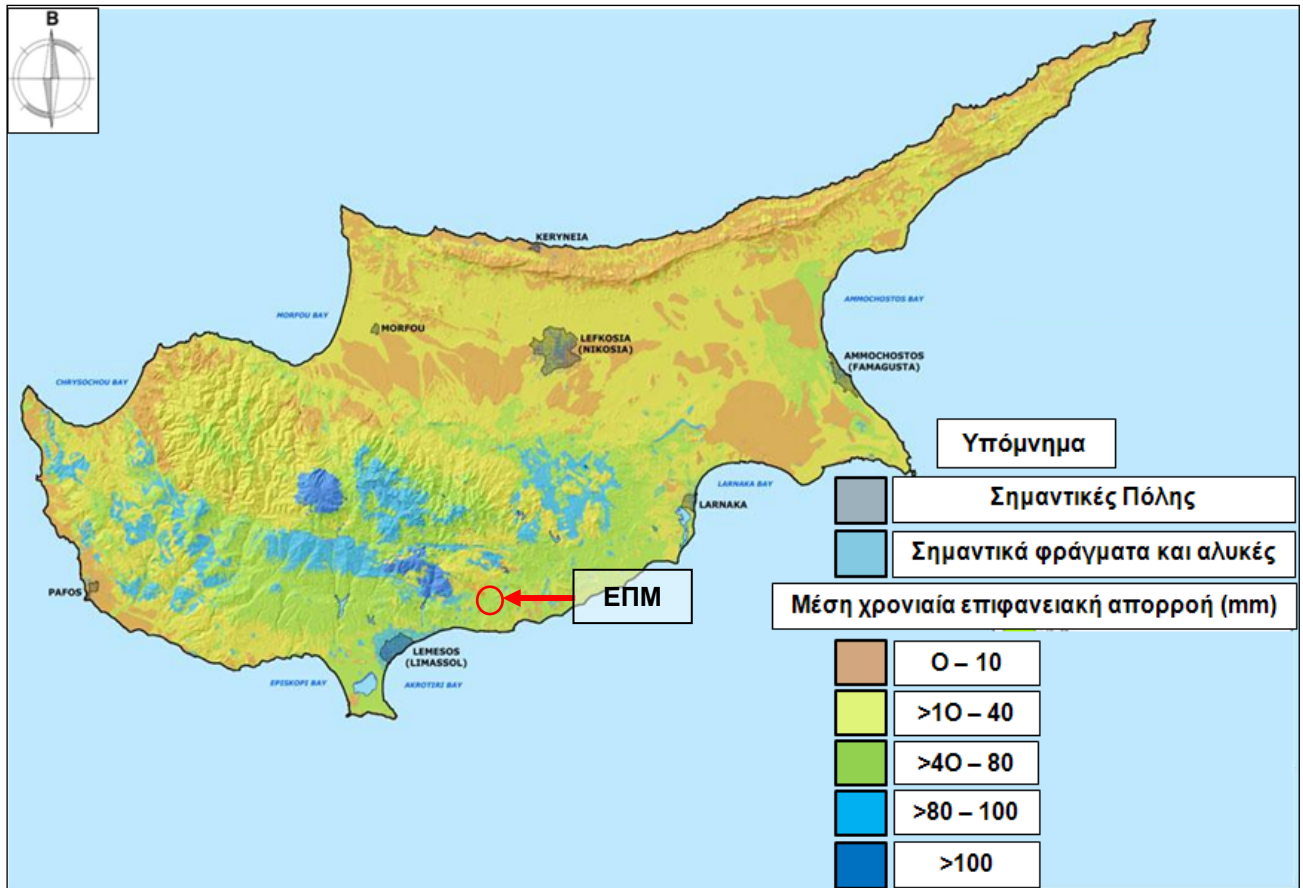 Β
KERYNEIA
MORFOU BAY
AMMOCHOSTOS BAY
MORFOU
LEFKOSIA
(NIKOSIA)
AMMOCHOSTOS
(FAMAGUSTA)
CHRYSOCHOU BAY
Υπόμνημα
LARNAKA BAY
Σημαντικές Πόλης
LARNAKA
Σημαντικά φράγματα και αλυκές
PAFOS
ΕΠΜ
Μέση χρονιαία επιφανειακή απορροή (mm)
LEMESOS
(LIMASSOL)
EPISKOPI BAY
AKROTIRI BAY
Ο – 10
>1Ο – 40
>4Ο – 80
>80 – 100
>100